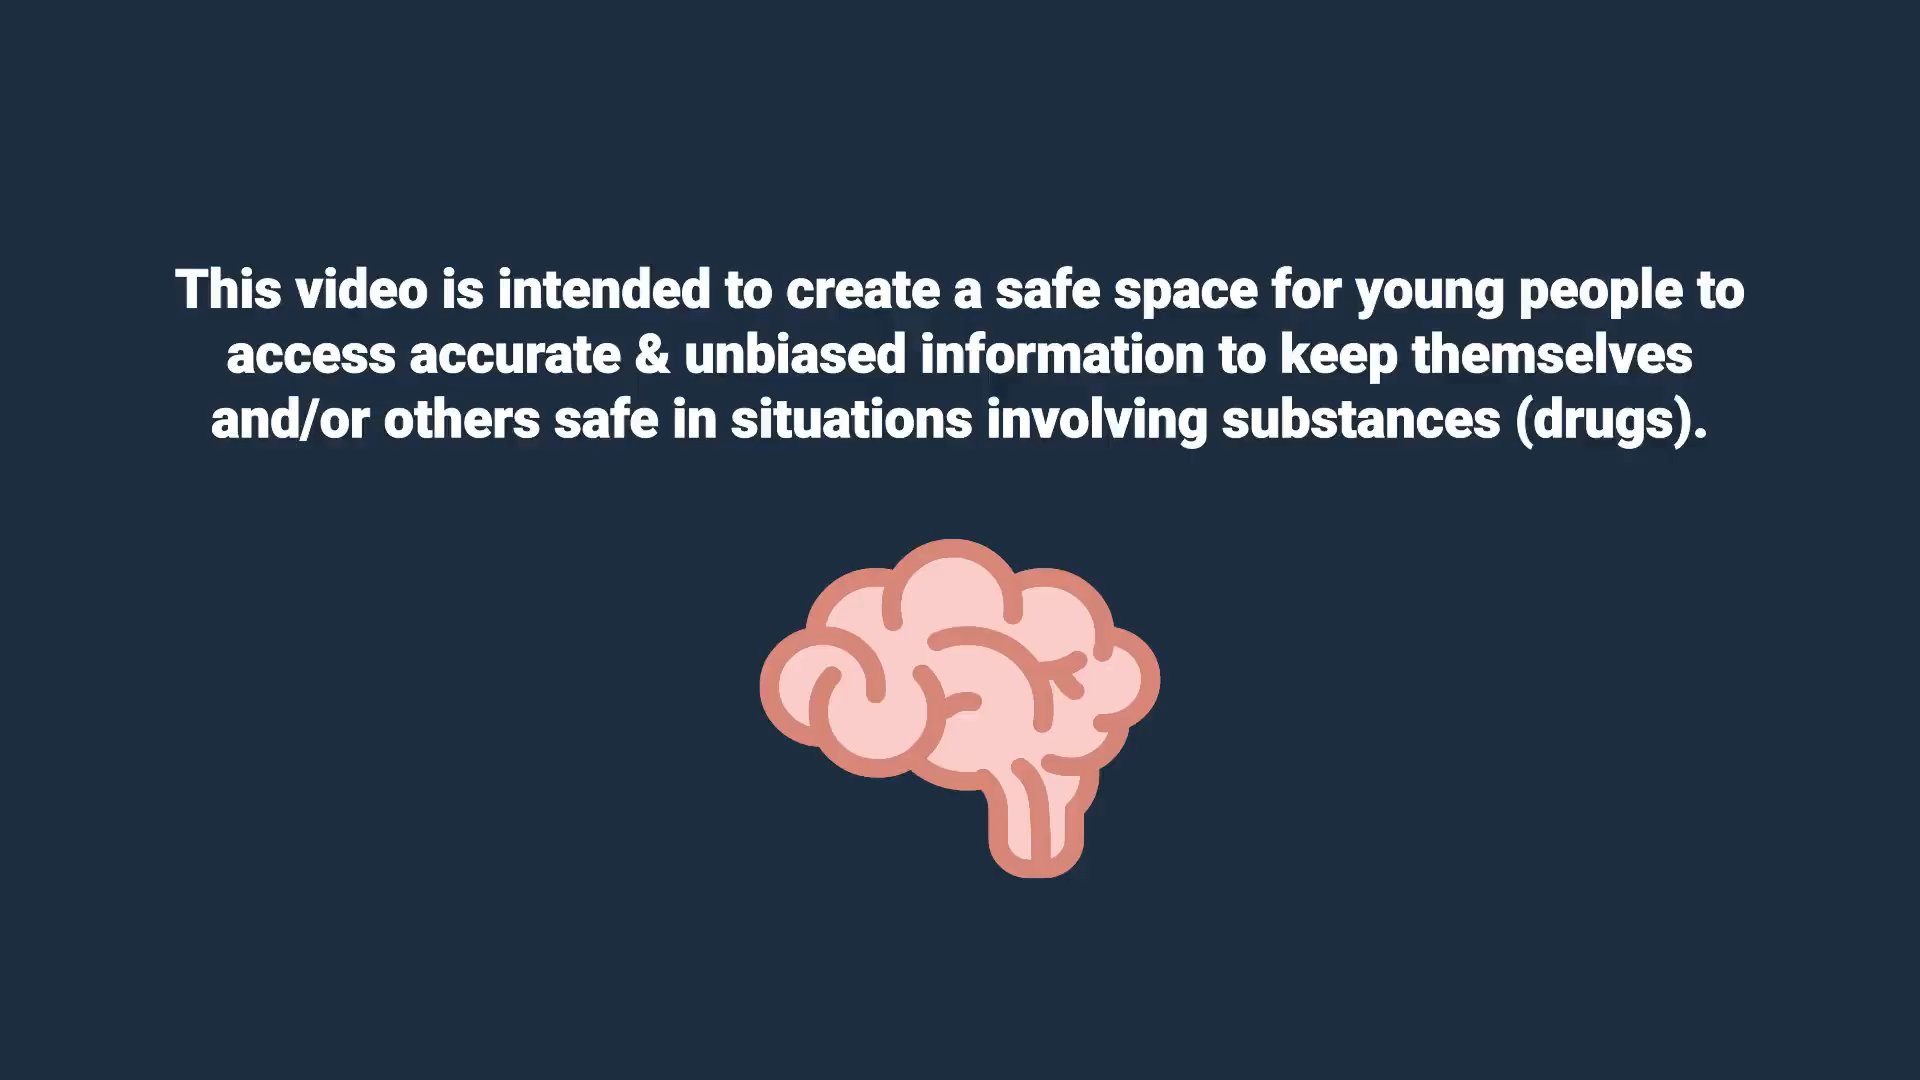 This video is intended to create a safe space for young people to
access accurate & unbiased information to keep themselves
and/or others safe in situations involving substances (drugs).